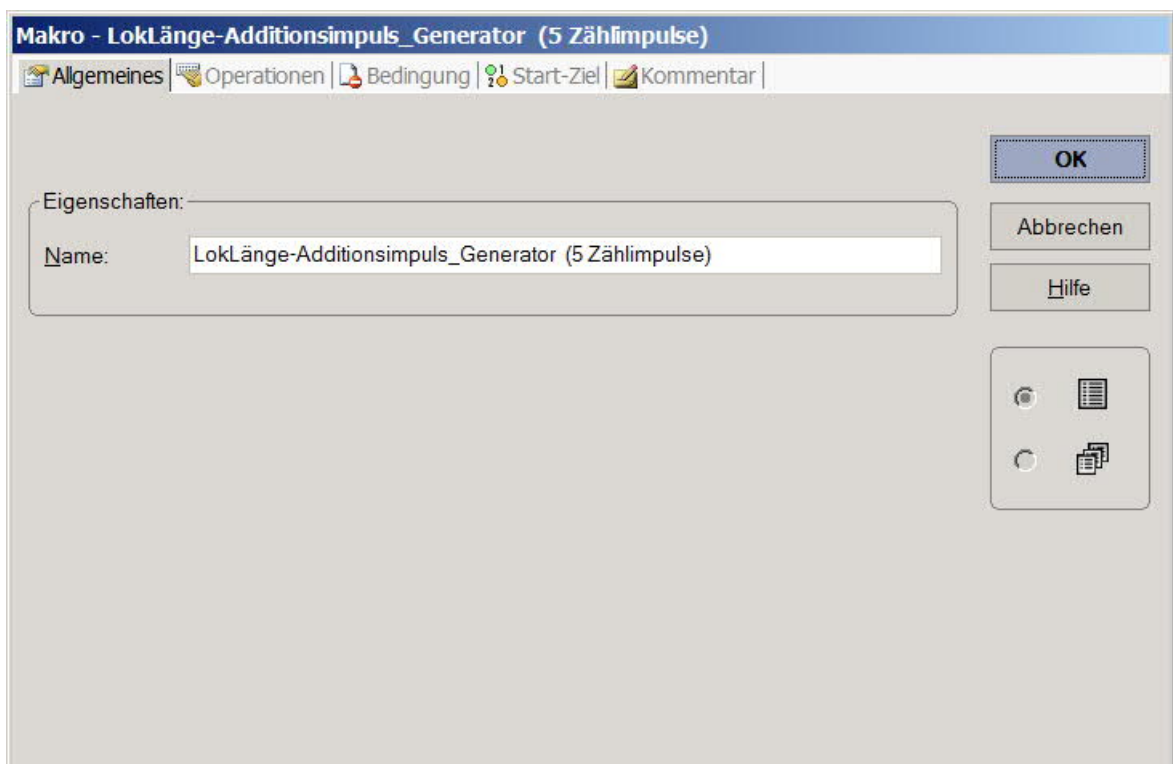 Makro - LokLänge-Additionsimpuls_Generator (5 Zählimpulse)
Allgemeines Operationen Bedingung Start-Ziel Kommentar
OK
Eigenschaften:
Abbrechen
Name: LokLänge-Additionsimpuls_Generator (5 Zählimpulse)
Hilfe